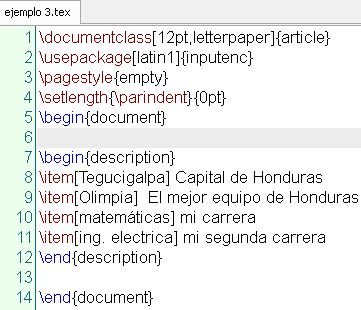 ejemplo 3.tex
1 \documentclass[12pt,letterpaper]{article}
2 \usepackage[latin1]{inputenc}
3 \pagestyle{empty}
4 \setlength{\parindent}{0pt}
5 \begin{document}
6
7 \begin{description}
8 \item[Tegucigalpa] Capital de Honduras
9 \item[Olimpia]  El mejor equipo de Honduras
10 \item[matemáticas] mi carrera
11 \item[ing. electrica] mi segunda carrera
12 \end{description}
13
14 \end{document}